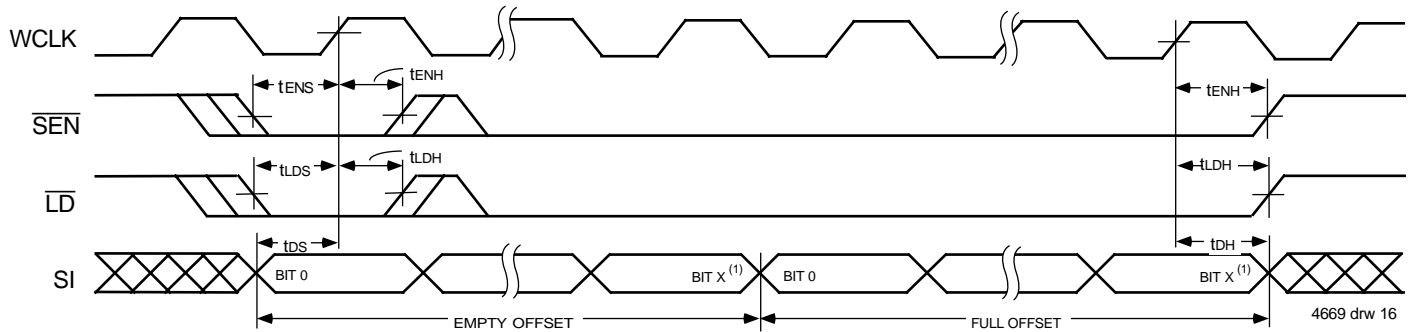 WCLK
tENS
tENH
tENH
SEN
tLDS
tLDH
tLDH
LD
tDS
tDH
SI
BIT 0
BIT X (1)
BIT 0
BIT X (1)
EMPTY OFFSET
FULL OFFSET
4669 drw 16